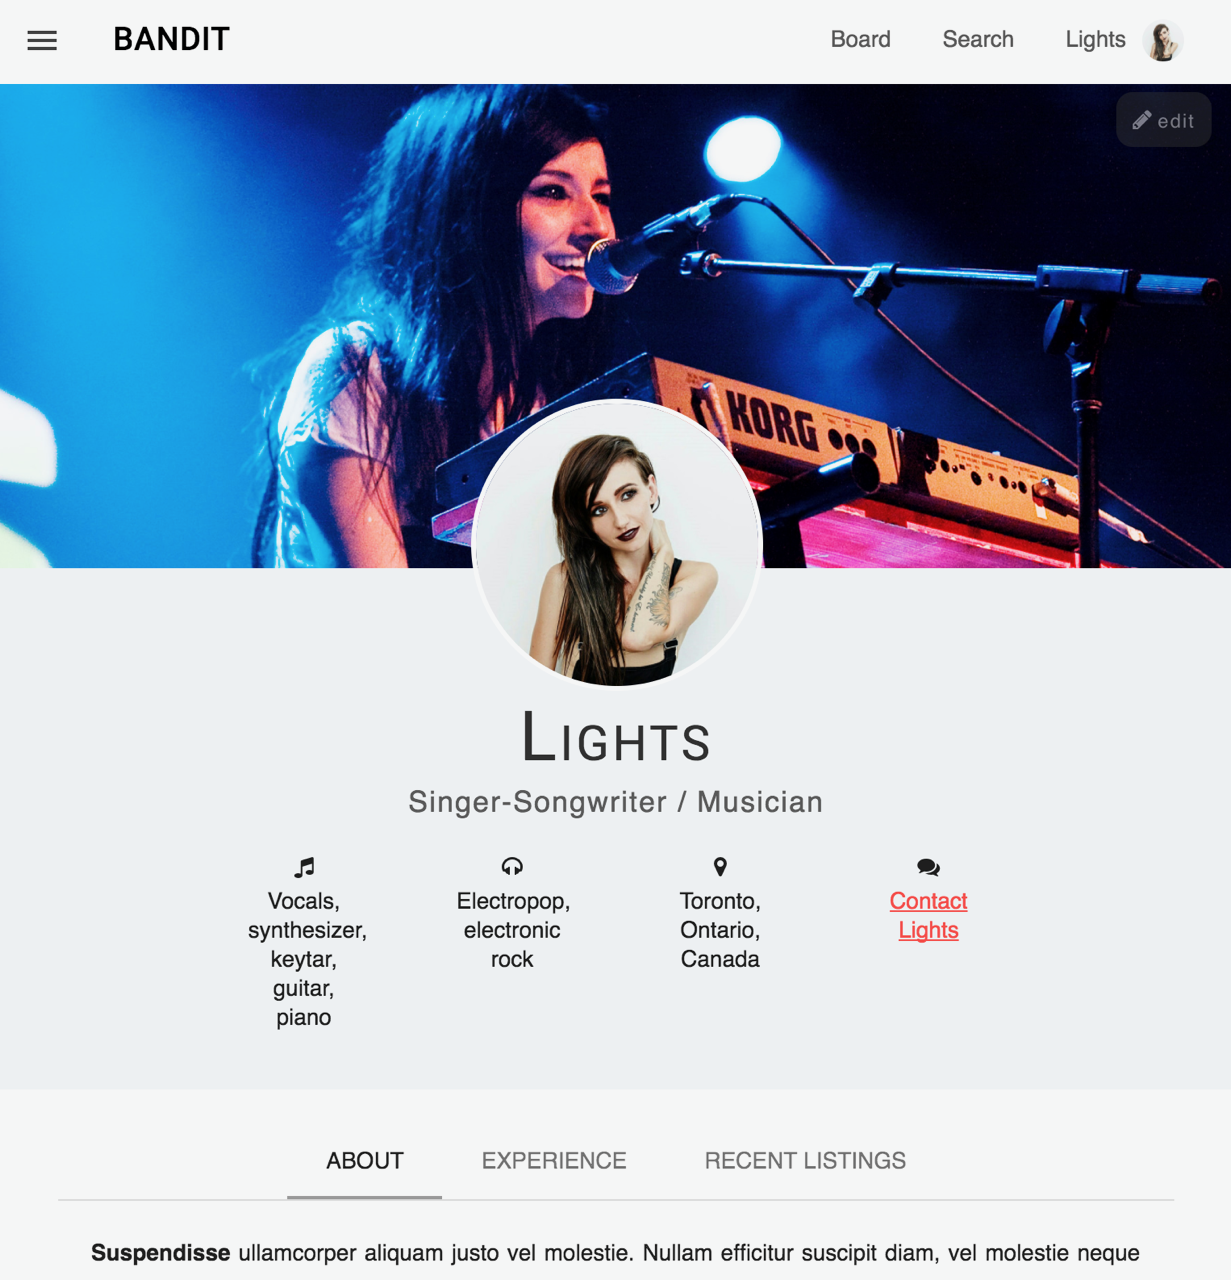 BANDIT
Board Search Lights
edit
KORG
Lights
Singer-Songwriter / Musician
Vocals,
synthesizer,
keytar,
guitar,
piano
Electropop,
electronic
rock
Toronto,
Ontario,
Canada
Contact
Lights
ABOUT EXPERIENCE RECENT LISTINGS
Suspendisse ullamcorper aliquam justo vel molestie. Nullam efficitur suscipit diam, vel molestie neque